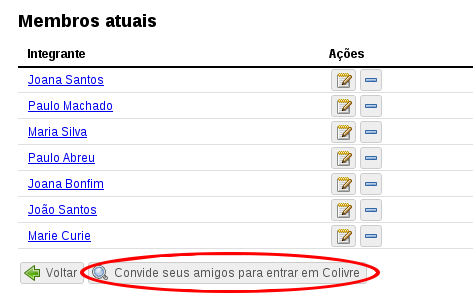 Membros atuais
Integrante Ações
Joana Santos
Paulo Machado
Maria Silva
Paulo Abreu
Joana Bonfim
João Santos
Marie Curie
Voltar Convide seus amigos para entrar em Colivre